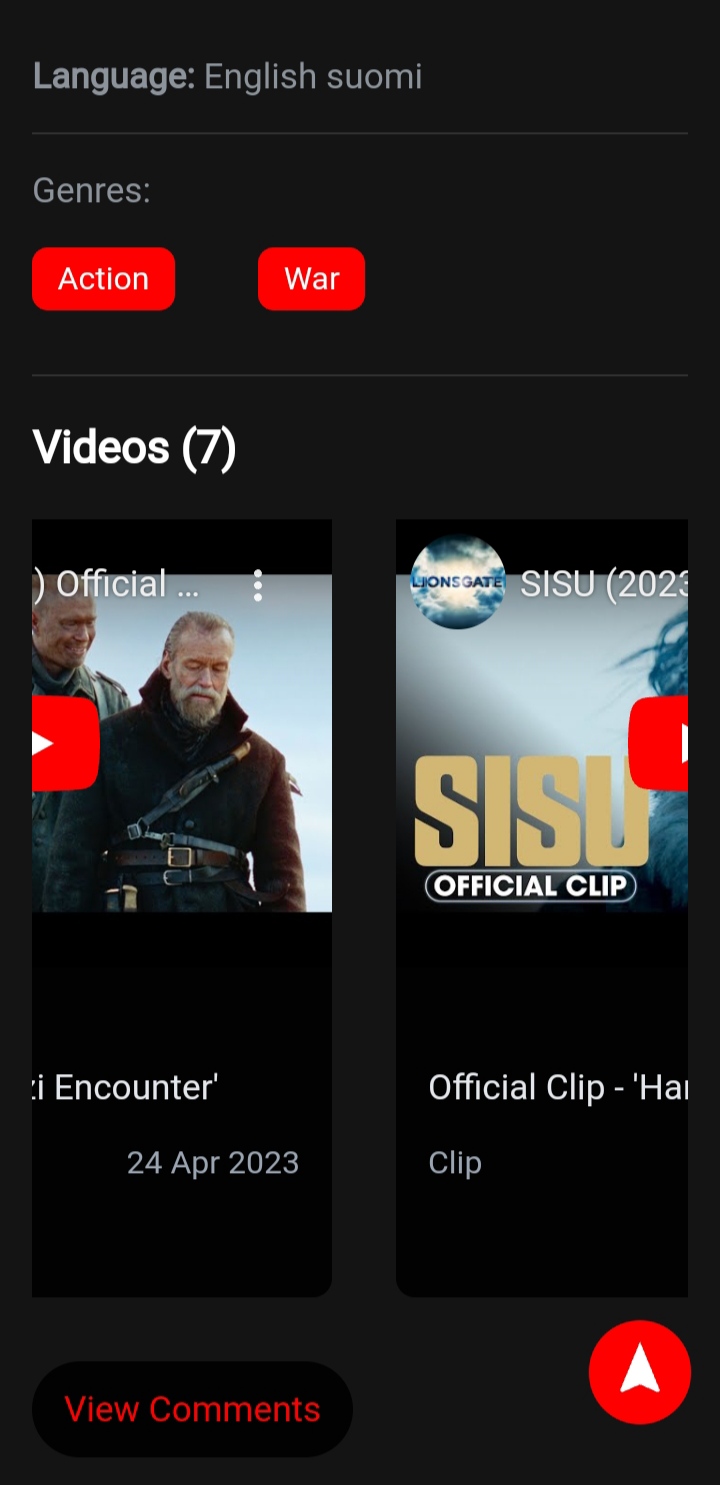 Language: English suomi
Genres:
Action
War
Videos (7)
) Official ...
LIONSGATE
SISU (2023
SISU
OFFICIAL CLIP
zi Encounter'
24 Apr 2023
Official Clip - 'Har
Clip
View Comments